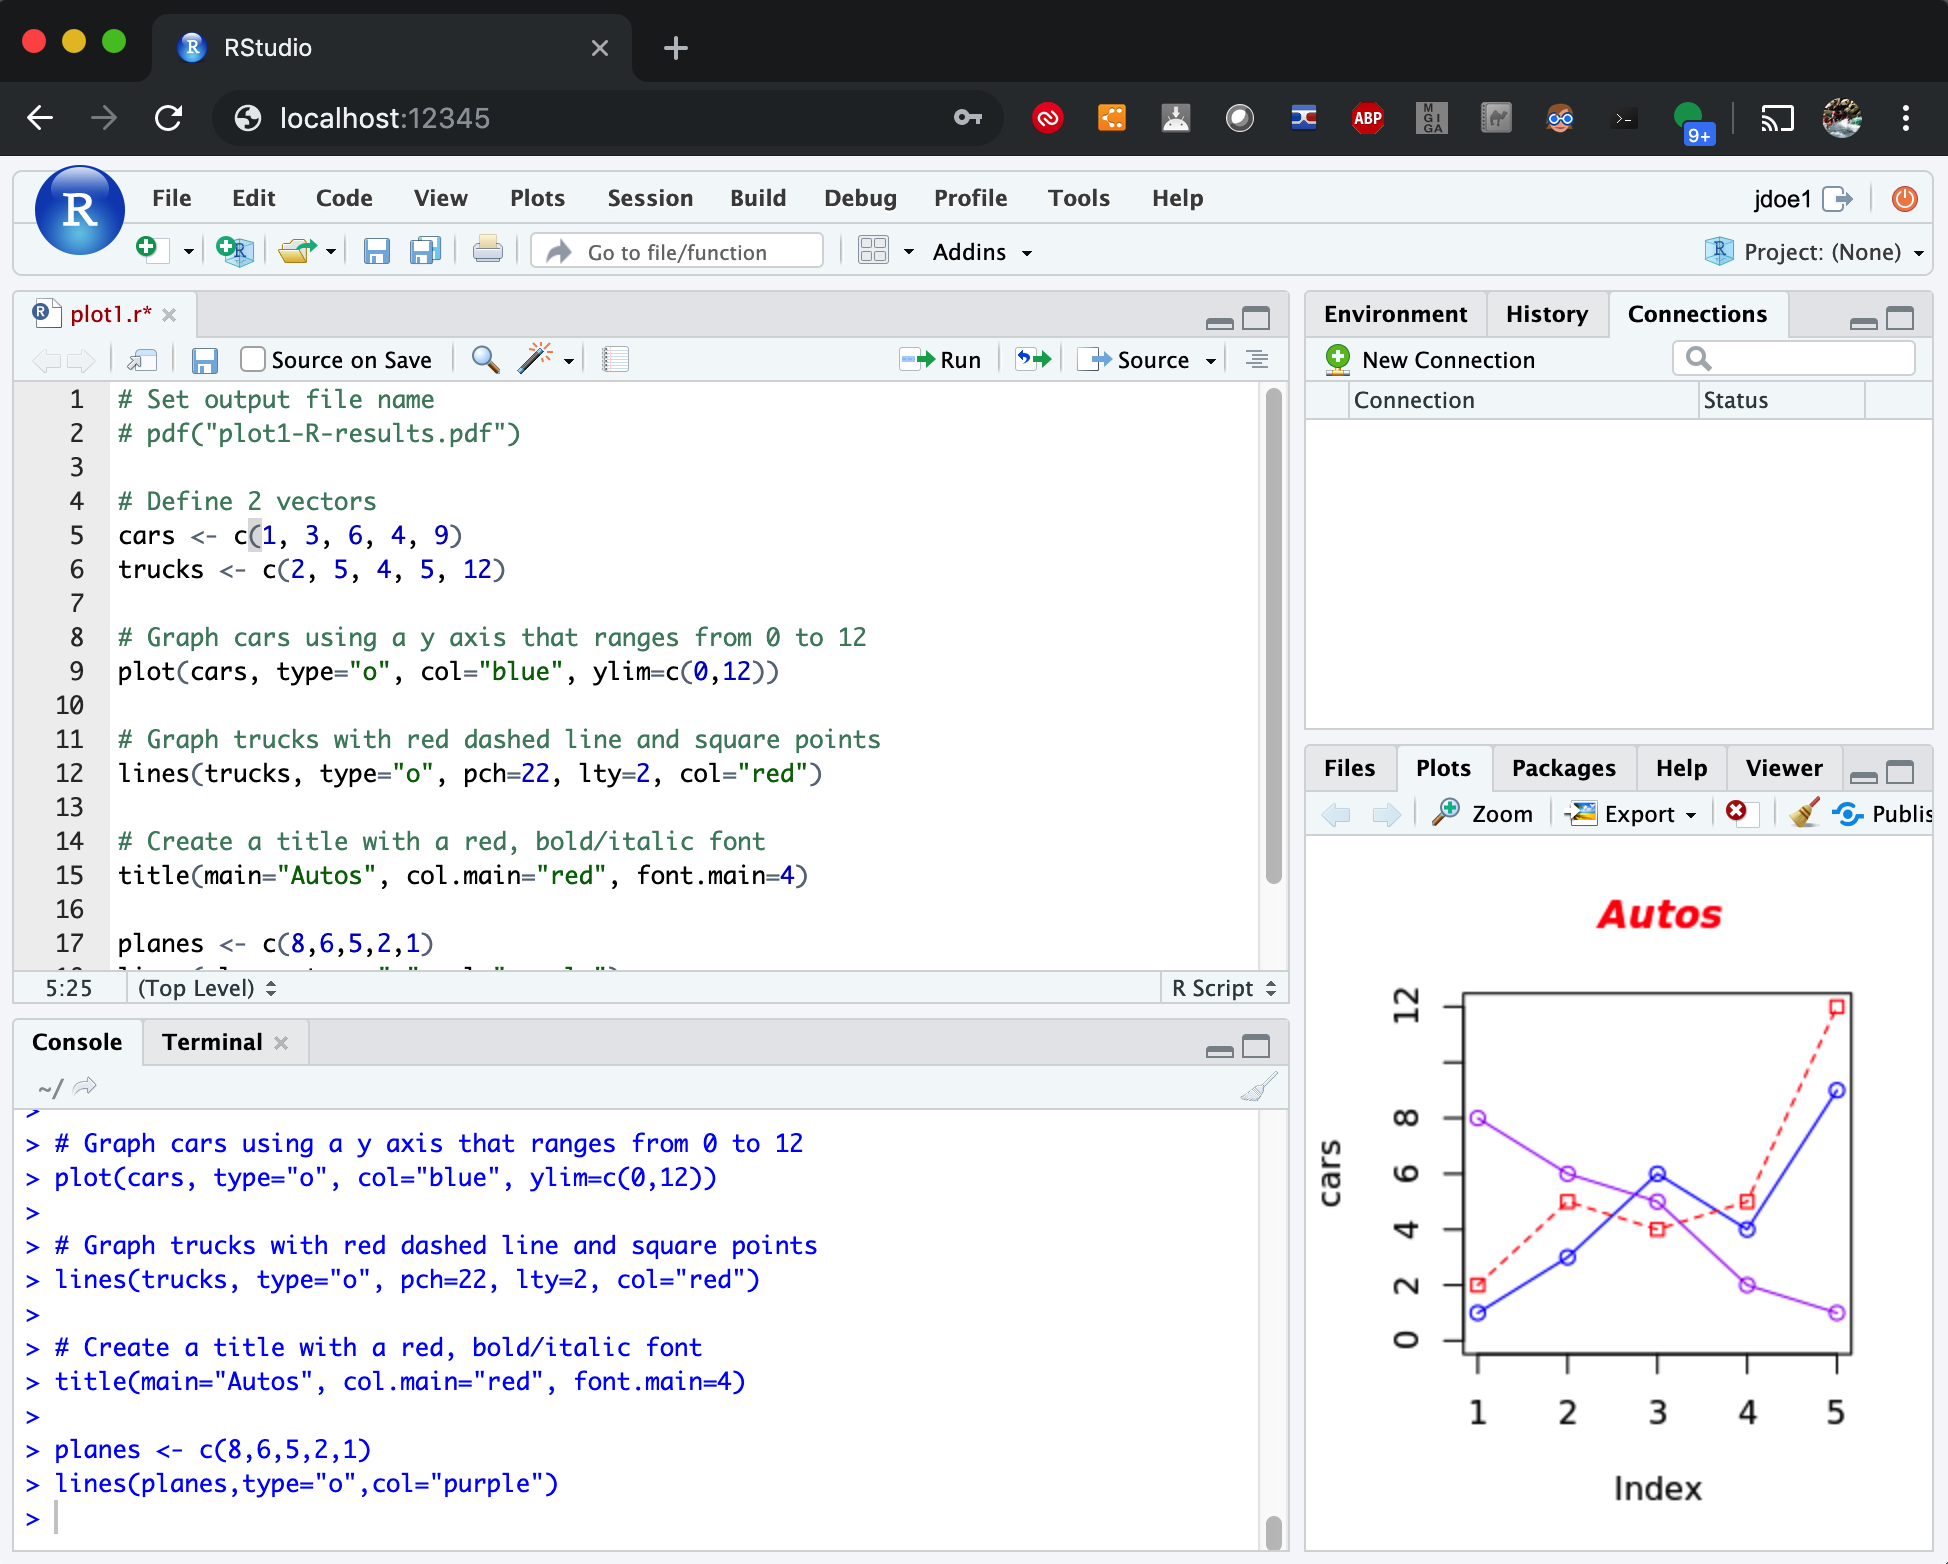 RStudio
localhost:12345
ABP
M
G I
GA
9+
R
File Edit Code View Plots Session Build Debug Profile Tools Help
jdoe1
Go to file/function
Addins
Project: (None)
plot1.r*
Source on Save
Run
Source
1 # Set output file name
2 # pdf("plot1-R-results.pdf")
3
4 # Define 2 vectors
5 cars <- c(1, 3, 6, 4, 9)
6 trucks <- c(2, 5, 4, 5, 12)
7
8 # Graph cars using a y axis that ranges from 0 to 12
9 plot(cars, type="o", col="blue", ylim=c(0,12))
10
11 # Graph trucks with red dashed line and square points
12 lines(trucks, type="o", pch=22, lty=2, col="red")
13
14 # Create a title with a red, bold/italic font
15 title(main="Autos", col.main="red", font.main=4)
16
17 planes <- c(8,6,5,2,1)
5:25
(Top Level)
R Script
Console
Terminal
~/
>
> # Graph cars using a y axis that ranges from 0 to 12
> plot(cars, type="o", col="blue", ylim=c(0,12))
>
> # Graph trucks with red dashed line and square points
> lines(trucks, type="o", pch=22, lty=2, col="red")
>
> # Create a title with a red, bold/italic font
> title(main="Autos", col.main="red", font.main=4)
>
> planes <- c(8,6,5,2,1)
> lines(planes,type="o",col="purple")
>
Environment History Connections
New Connection
Connection Status
Files Plots Packages Help Viewer
Zoom Export Publis
Autos
cars
12
8
6
4
2
0
1 2 3 4 5
Index